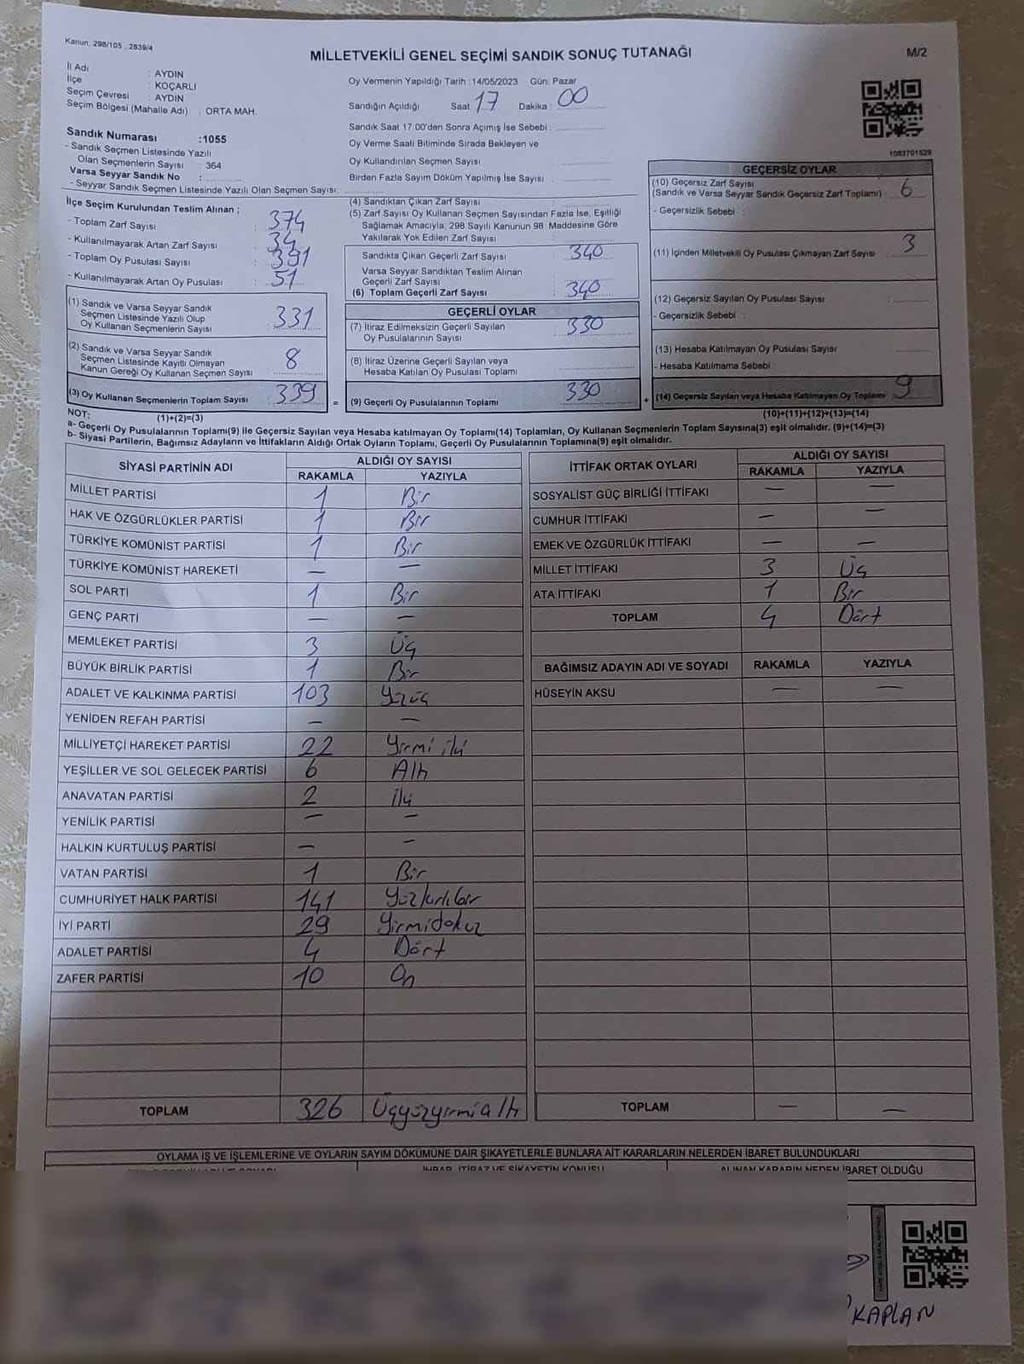 Kanun: 298/105 , 2839/4
MİLLETVEKİLİ GENEL SEÇİMİ SANDIK SONUÇ TUTANAĞI
M/2
İl Adı : AYDIN
İlçe : KOÇARLI
Seçim Çevresi : AYDIN
Seçim Bölgesi (Mahalle Adı) : ORTA MAH.
Sandık Numarası :1055
- Sandık Seçmen Listesinde Yazılı
Olan Seçmenlerin Sayısı : 364
Varsa Seyyar Sandık No :
- Seyyar Sandık Seçmen Listesinde Yazılı Olan Seçmen Sayısı:
Oy Vermenin Yapıldığı Tarih :14/05/2023 Gün: Pazar
Sandığın Açıldığı Saat 17 Dakika : 00
Sandık Saat 17:00'den Sonra Açımış İse Sebebi :
Oy Verme Saati Bitiminde Sırada Bekleyen ve
Oy Kullandırılan Seçmen Sayısı :
Birden Fazla Sayım Döküm Yapılmış İse Sayısı :
1083701529
İlçe Seçim Kurulundan Teslim Alınan :
- Toplam Zarf Sayısı : 374
- Kullanılmayarak Artan Zarf Sayısı : 34
- Toplam Oy Pusulası Sayısı : 391
- Kullanılmayarak Artan Oy Pusulası : 51
(1) Sandık ve Varsa Seyyar Sandık
Seçmen Listesinde Yazılı Olup
Oy Kullanan Seçmenlerin Sayısı : 331
(2) Sandık ve Varsa Seyyar Sandık
Seçmen Listesinde Kayıtlı Olmayan
Kanun Gereği Oy Kullanan Seçmen Sayısı : 8
(3) Oy Kullanan Seçmenlerin Toplam Sayısı : 339 =
(4) Sandıktan Çıkan Zarf Sayısı :
(5) Zarf Sayısı Oy Kullanan Seçmen Sayısından Fazla İse, Eşitliği
Sağlamak Amacıyla, 298 Sayılı Kanunun 98. Maddesine Göre
Yakılarak Yok Edilen Zarf Sayısı :
Sandıkta Çıkan Geçerli Zarf Sayısı : 340
Varsa Seyyar Sandıktan Teslim Alınan
Geçerli Zarf Sayısı :
(6) Toplam Geçerli Zarf Sayısı : 340
GEÇERLİ OYLAR
(7) İtiraz Edilmeksizin Geçerli Sayılan
Oy Pusulalarının Sayısı : 330
(8) İtiraz Üzerine Geçerli Sayılan veya
Hesaba Katılan Oy Pusulası Toplamı :
(9) Geçerli Oy Pusulalarının Toplamı : 330 +
GEÇERSİZ OYLAR
(10) Geçersiz Zarf Sayısı
(Sandık ve Varsa Seyyar Sandık Geçersiz Zarf Toplamı) : 6
- Geçersizlik Sebebi :
(11) İçinden Milletvekili Oy Pusulası Çıkmayan Zarf Sayısı : 3
(12) Geçersiz Sayılan Oy Pusulası Sayısı :
- Geçersizlik Sebebi :
(13) Hesaba Katılmayan Oy Pusulası Sayısı :
- Hesaba Katılmama Sebebi :
(14) Geçersiz Sayılan veya Hesaba Katılmayan Oy Toplamı : 9
NOT: (1)+(2)=(3) (10)+(11)+(12)+(13)=(14)
a- Geçerli Oy Pusulalarının Toplamı(9) ile Geçersiz Sayılan veya Hesaba katılmayan Oy Toplamı(14) Toplamları, Oy Kullanan Seçmenlerin Toplam Sayısına(3) eşit olmalıdır. (9)+(14)=(3)
b- Siyasi Partilerin, Bağımsız Adayların ve İttifakların Aldığı Ortak Oyların Toplamı, Geçerli Oy Pusulalarının Toplamına(9) eşit olmalıdır.
SİYASİ PARTİNİN ADI ALDIĞI OY SAYISI
RAKAMLA YAZIYLA
MİLLET PARTİSİ 1 Bir
HAK VE ÖZGÜRLÜKLER PARTİSİ 1 Bir
TÜRKİYE KOMÜNİST PARTİSİ 1 Bir
TÜRKİYE KOMÜNİST HAREKETİ — —
SOL PARTİ 1 Bir
GENÇ PARTİ — —
MEMLEKET PARTİSİ 3 Üç
BÜYÜK BİRLİK PARTİSİ 1 Bir
ADALET VE KALKINMA PARTİSİ 103 Yüzüç
YENİDEN REFAH PARTİSİ — —
MİLLİYETÇİ HAREKET PARTİSİ 22 Yirmi iki
YEŞİLLER VE SOL GELECEK PARTİSİ 6 Altı
ANAVATAN PARTİSİ 2 iki
YENİLİK PARTİSİ — —
HALKIN KURTULUŞ PARTİSİ — —
VATAN PARTİSİ 1 Bir
CUMHURİYET HALK PARTİSİ 141 Yüzkırkbir
İYİ PARTİ 29 Yirmidokuz
ADALET PARTİSİ 4 Dört
ZAFER PARTİSİ 10 On
TOPLAM 326 Üçyüzyirmialtı
İTTİFAK ORTAK OYLARI ALDIĞI OY SAYISI
RAKAMLA YAZIYLA
SOSYALİST GÜÇ BİRLİĞİ İTTİFAKI — —
CUMHUR İTTİFAKI — —
EMEK VE ÖZGÜRLÜK İTTİFAKI — —
MİLLET İTTİFAKI 3 Üç
ATA İTTİFAKI 1 Bir
TOPLAM 4 Dört
BAĞIMSIZ ADAYIN ADI VE SOYADI RAKAMLA YAZIYLA
HÜSEYİN AKSU — —
TOPLAM — —
OYLAMA İŞ VE İŞLEMLERİNE VE OYLARIN SAYIM DÖKÜMÜNE DAİR ŞİKAYETLERLE BUNLARA AİT KARARLARIN NELERDEN İBARET BULUNDUKLARI
İHBAR, İTİRAZ VE ŞİKAYETİN KONUSU ALINAN KARARIN NEDEN İBARET OLDUĞU
KAPLAN